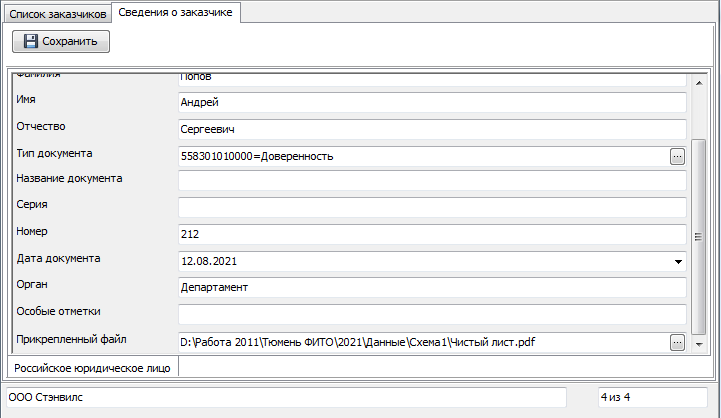 Список заказчиков Сведения о заказчике
Сохранить
Фамилия Попов
Имя Андрей
Отчество Сергеевич
Тип документа 558301010000=Доверенность ...
Название документа
Серия
Номер 212
Дата документа 12.08.2021
Орган Департамент
Особые отметки
Прикрепленный файл D:\Работа 2011\Тюмень ФИТО\2021\Данные\Схема1\Чистый лист.pdf ...
Российское юридическое лицо
ООО Стэнвилс 4 из 4